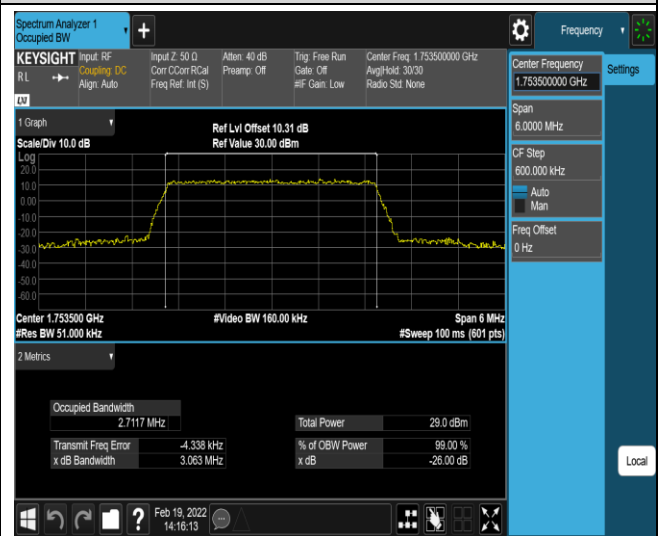 Spectrum Analyzer 1
Occupied BW
Frequency
KEYSIGHT
R L
LXI
Input: RF
Coupling: DC
Align: Auto
Input Z: 50 Ω
Corr CCorr RCal
Freq Ref: Int (S)
Atten: 40 dB
Preamp: Off
Trig: Free Run
Gate: Off
#IF Gain: Low
Center Freq: 1.753500000 GHz
Avg|Hold: 30/30
Radio Std: None
Center Frequency
1.753500000 GHz
Settings
Span
6.0000 MHz
CF Step
600.000 kHz
Auto
Man
Freq Offset
0 Hz
1 Graph
Scale/Div 10.0 dB
Ref Lvl Offset 10.31 dB
Ref Value 30.00 dBm
Log
20.0
10.0
0.00
-10.0
-20.0
-30.0
-40.0
-50.0
-60.0
Center 1.753500 GHz
#Res BW 51.000 kHz
#Video BW 160.00 kHz
Span 6 MHz
#Sweep 100 ms (601 pts)
2 Metrics
Occupied Bandwidth
2.7117 MHz
Total Power 29.0 dBm
Transmit Freq Error -4.338 kHz
% of OBW Power 99.00 %
x dB Bandwidth 3.063 MHz
x dB -26.00 dB
Local
?
Feb 19, 2022
14:16:13